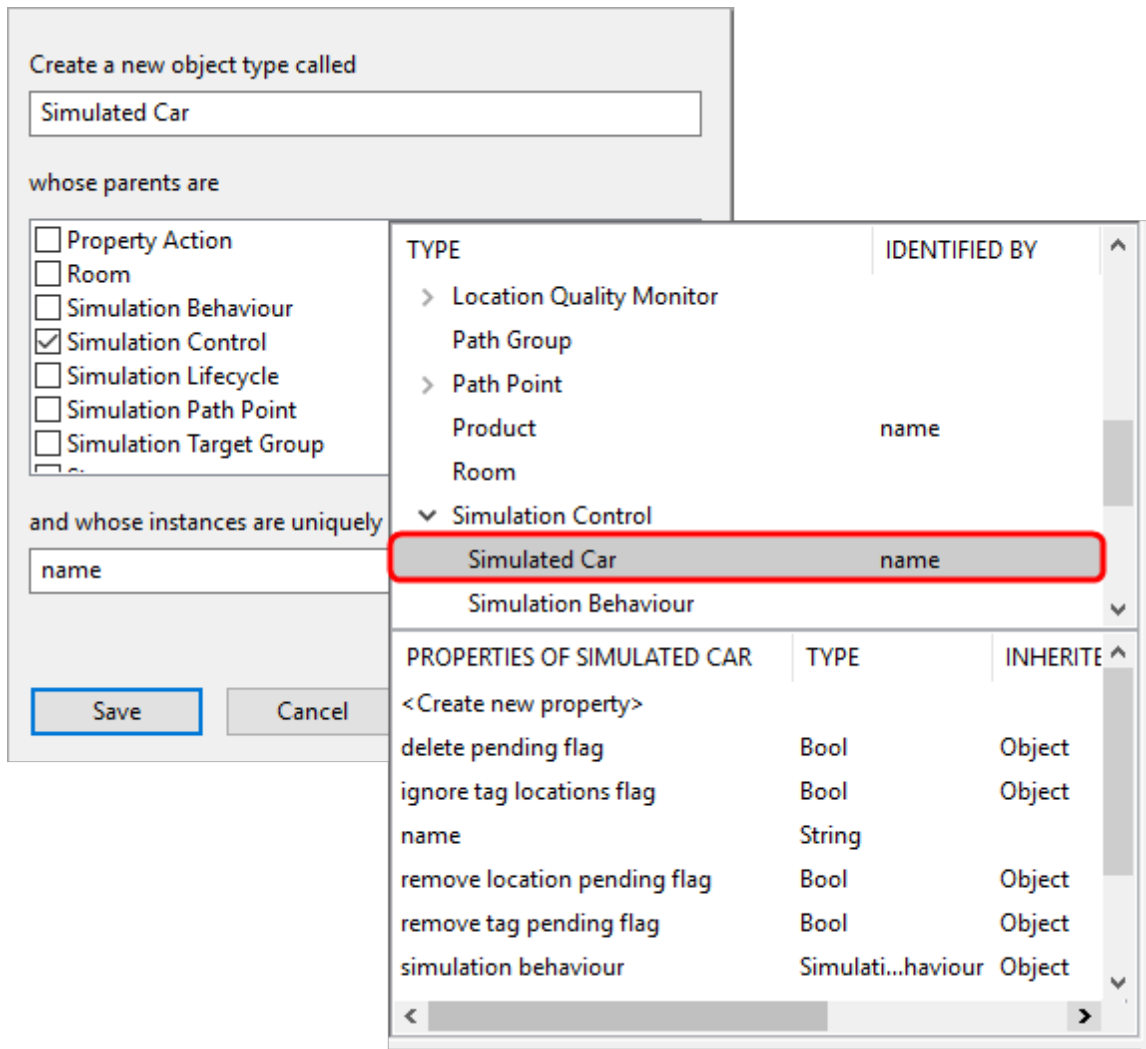 Create a new object type called
Simulated Car
whose parents are
Property Action
Room
Simulation Behaviour
Simulation Control
Simulation Lifecycle
Simulation Path Point
Simulation Target Group
and whose instances are uniquely
name
Save Cancel
TYPE IDENTIFIED BY
Location Quality Monitor
Path Group
Path Point
Product name
Room
Simulation Control
Simulated Car name
Simulation Behaviour
PROPERTIES OF SIMULATED CAR TYPE INHERITE
<Create new property>
delete pending flag Bool Object
ignore tag locations flag Bool Object
name String
remove location pending flag Bool Object
remove tag pending flag Bool Object
simulation behaviour Simulati...haviour Object